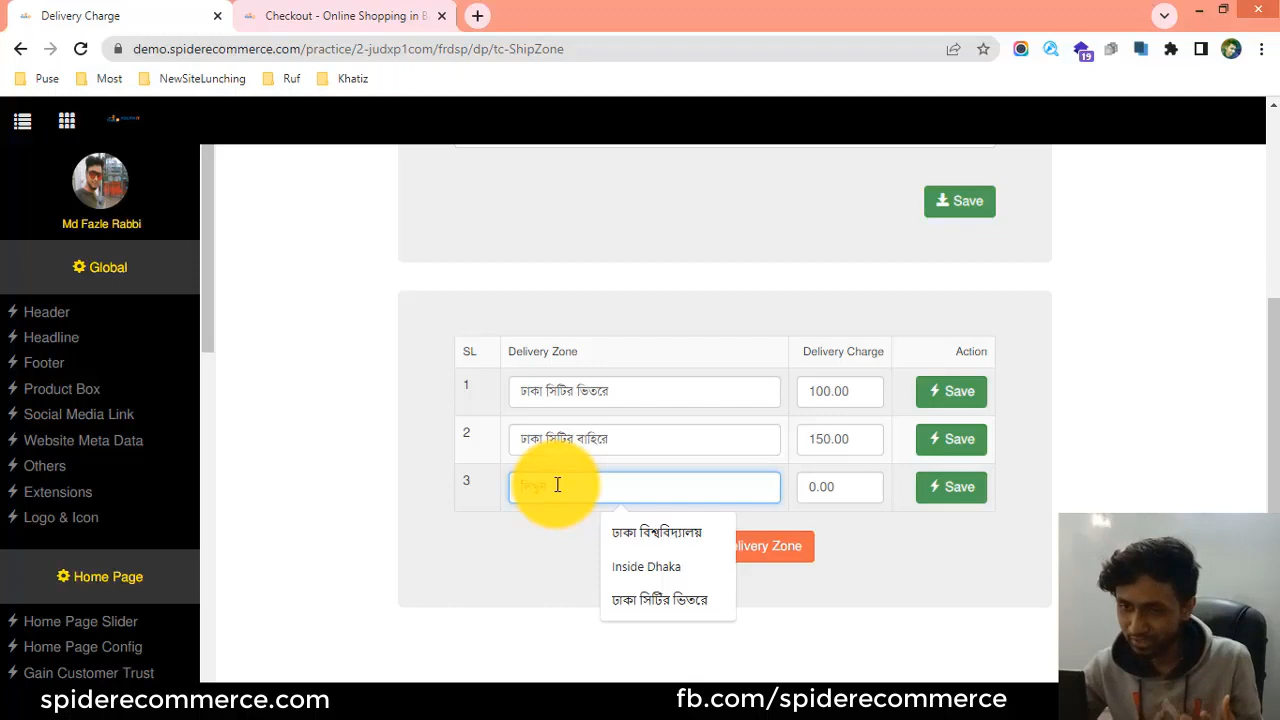 Delivery Charge
Checkout - Online Shopping in B
demo.spiderecommerce.com/practice/2-judxp1com/frdsp/dp/tc-ShipZone
19
Puse
Most
NewSiteLunching
Ruf
Khatiz
Md Fazle Rabbi
Global
Header
Headline
Footer
Product Box
Social Media Link
Website Meta Data
Others
Extensions
Logo & Icon
Home Page
Home Page Slider
Home Page Config
Gain Customer Trust
Save
SL Delivery Zone Delivery Charge Action
1 ঢাকা সিটির ভিতরে 100.00 Save
2 ঢাকা সিটির বাহিরে 150.00 Save
3 লিখুন 0.00 Save
ঢাকা বিশ্ববিদ্যালয়
Inside Dhaka
ঢাকা সিটির ভিতরে
elivery Zone
spiderecommerce.com
fb.com/spiderecommerce